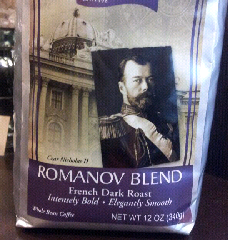 Czar Nicholas II
ROMANOV BLEND
French Dark Roast
Intensely Bold • Elegantly Smooth
Whole Bean Coffee
NET WT 12 OZ (340g)